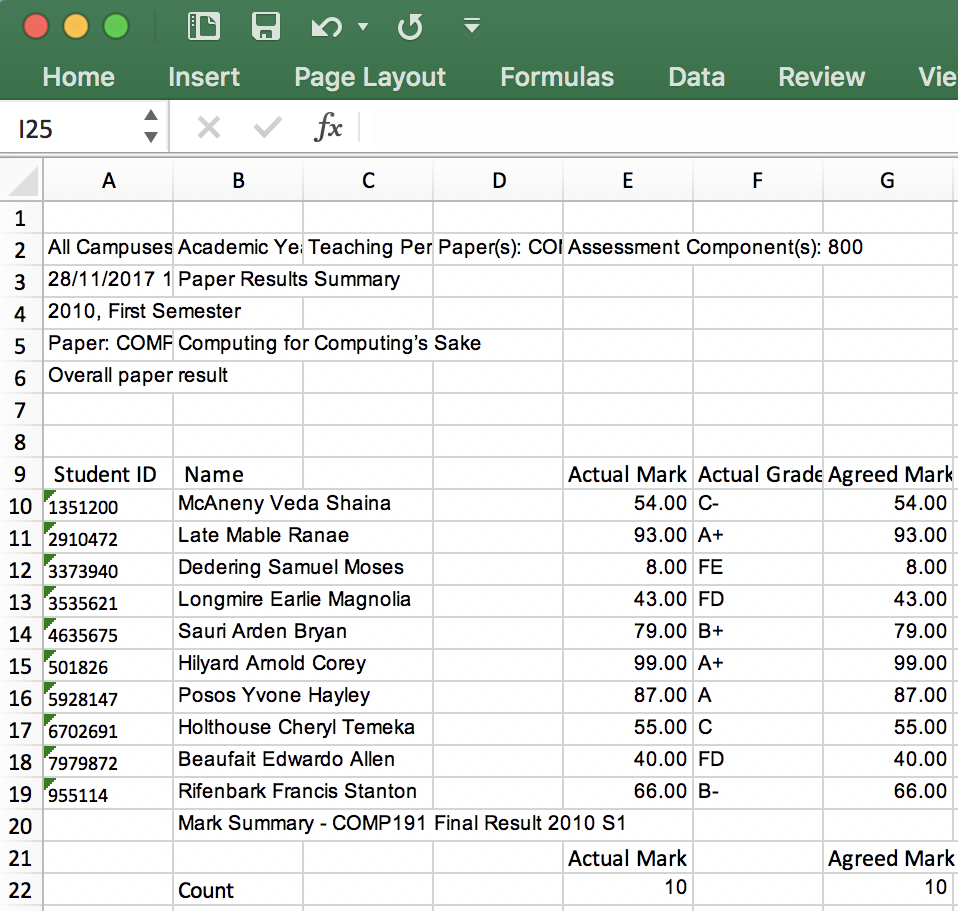 Home Insert Page Layout Formulas Data Review Vie
I25 fx
A B C D E F G
1
2 All Campuses Academic Yea Teaching Per Paper(s): COM Assessment Component(s): 800
3 28/11/2017 1 Paper Results Summary
4 2010, First Semester
5 Paper: COMP Computing for Computing’s Sake
6 Overall paper result
7
8
9 Student ID Name Actual Mark Actual Grade Agreed Mark
10 1351200 McAneny Veda Shaina 54.00 C- 54.00
11 2910472 Late Mable Ranae 93.00 A+ 93.00
12 3373940 Dedering Samuel Moses 8.00 FE 8.00
13 3535621 Longmire Earlie Magnolia 43.00 FD 43.00
14 4635675 Sauri Arden Bryan 79.00 B+ 79.00
15 501826 Hilyard Arnold Corey 99.00 A+ 99.00
16 5928147 Posos Yvone Hayley 87.00 A 87.00
17 6702691 Holthouse Cheryl Temeka 55.00 C 55.00
18 7979872 Beaufait Edwardo Allen 40.00 FD 40.00
19 955114 Rifenbark Francis Stanton 66.00 B- 66.00
20 Mark Summary - COMP191 Final Result 2010 S1
21 Actual Mark Agreed Mark
22 Count 10 10